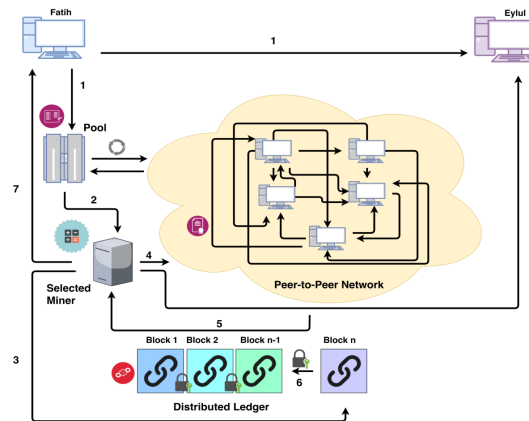 Fatih
Eylul
1
1
Pool
7
2
4
Selected
Miner
Peer-to-Peer Network
5
3
Block 1
Block 2
Block n-1
Block n
6
Distributed Ledger